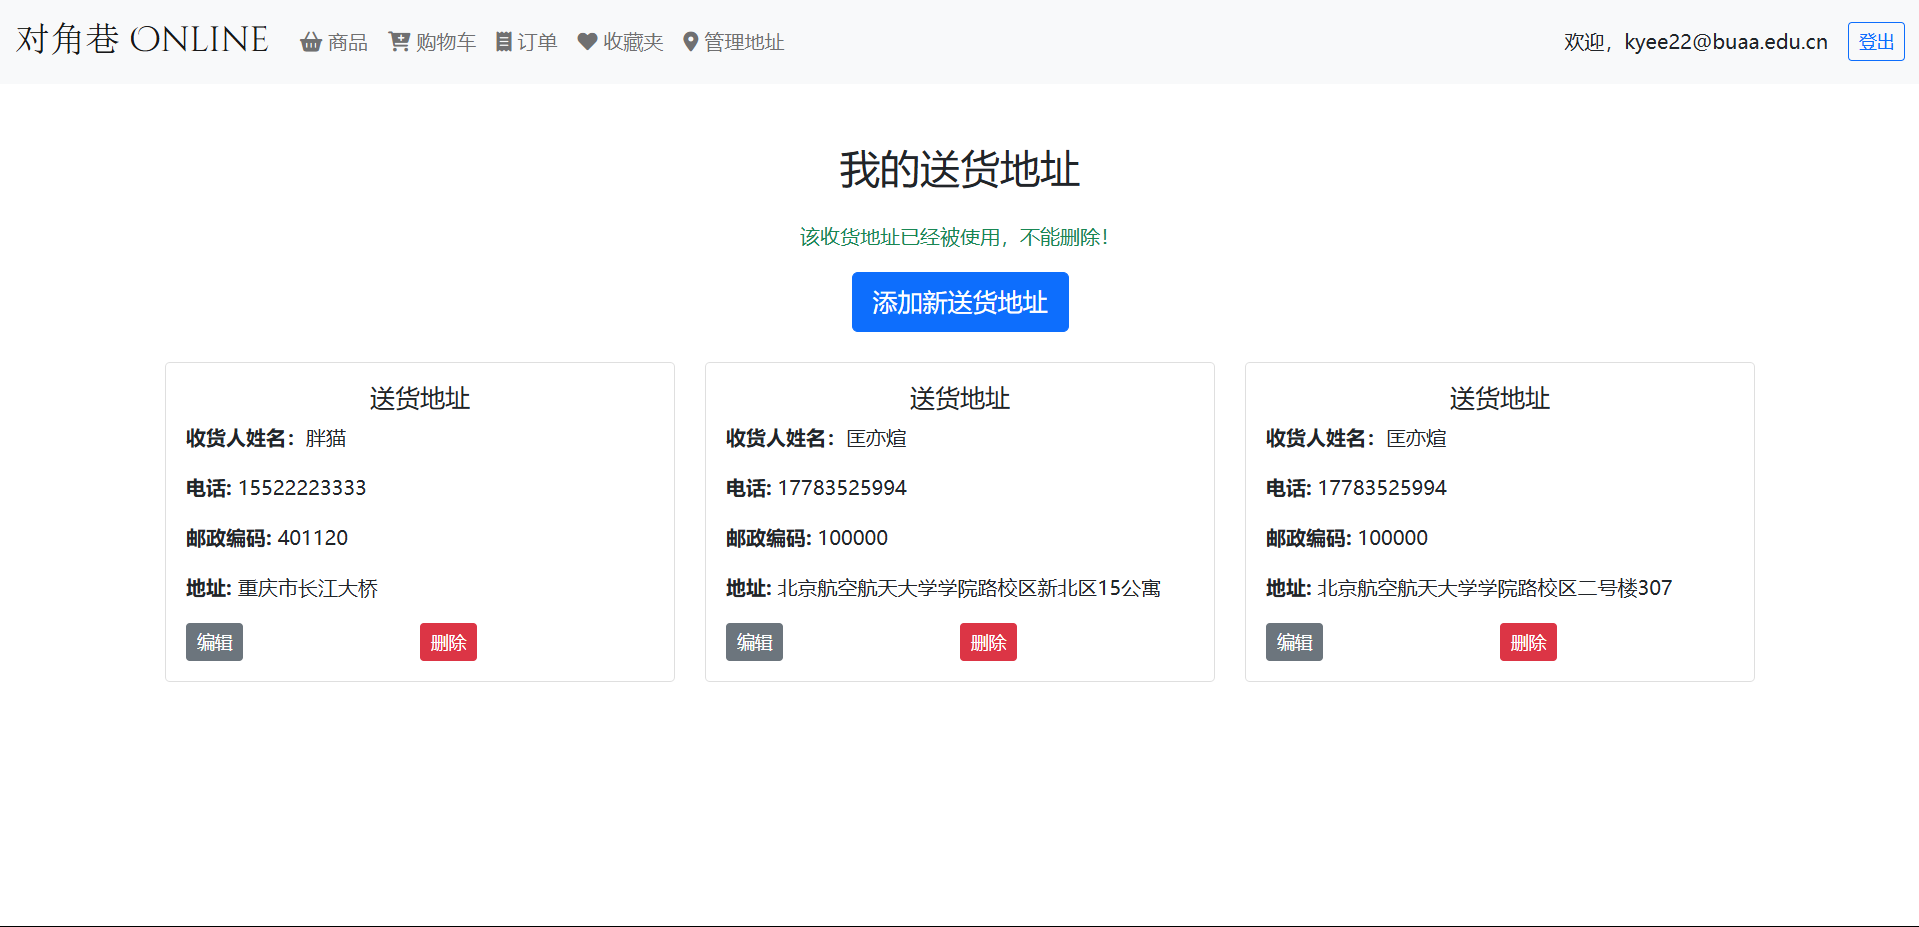 对角巷 ONLINE 商品 购物车 订单 收藏夹 管理地址 欢迎，kyee22@buaa.edu.cn 登出
我的送货地址
该收货地址已经被使用，不能删除！
添加新送货地址
送货地址
收货人姓名：胖猫
电话: 15522223333
邮政编码: 401120
地址: 重庆市长江大桥
编辑 删除
送货地址
收货人姓名：匡亦煊
电话: 17783525994
邮政编码: 100000
地址: 北京航空航天大学学院路校区新北区15公寓
编辑 删除
送货地址
收货人姓名：匡亦煊
电话: 17783525994
邮政编码: 100000
地址: 北京航空航天大学学院路校区二号楼307
编辑 删除